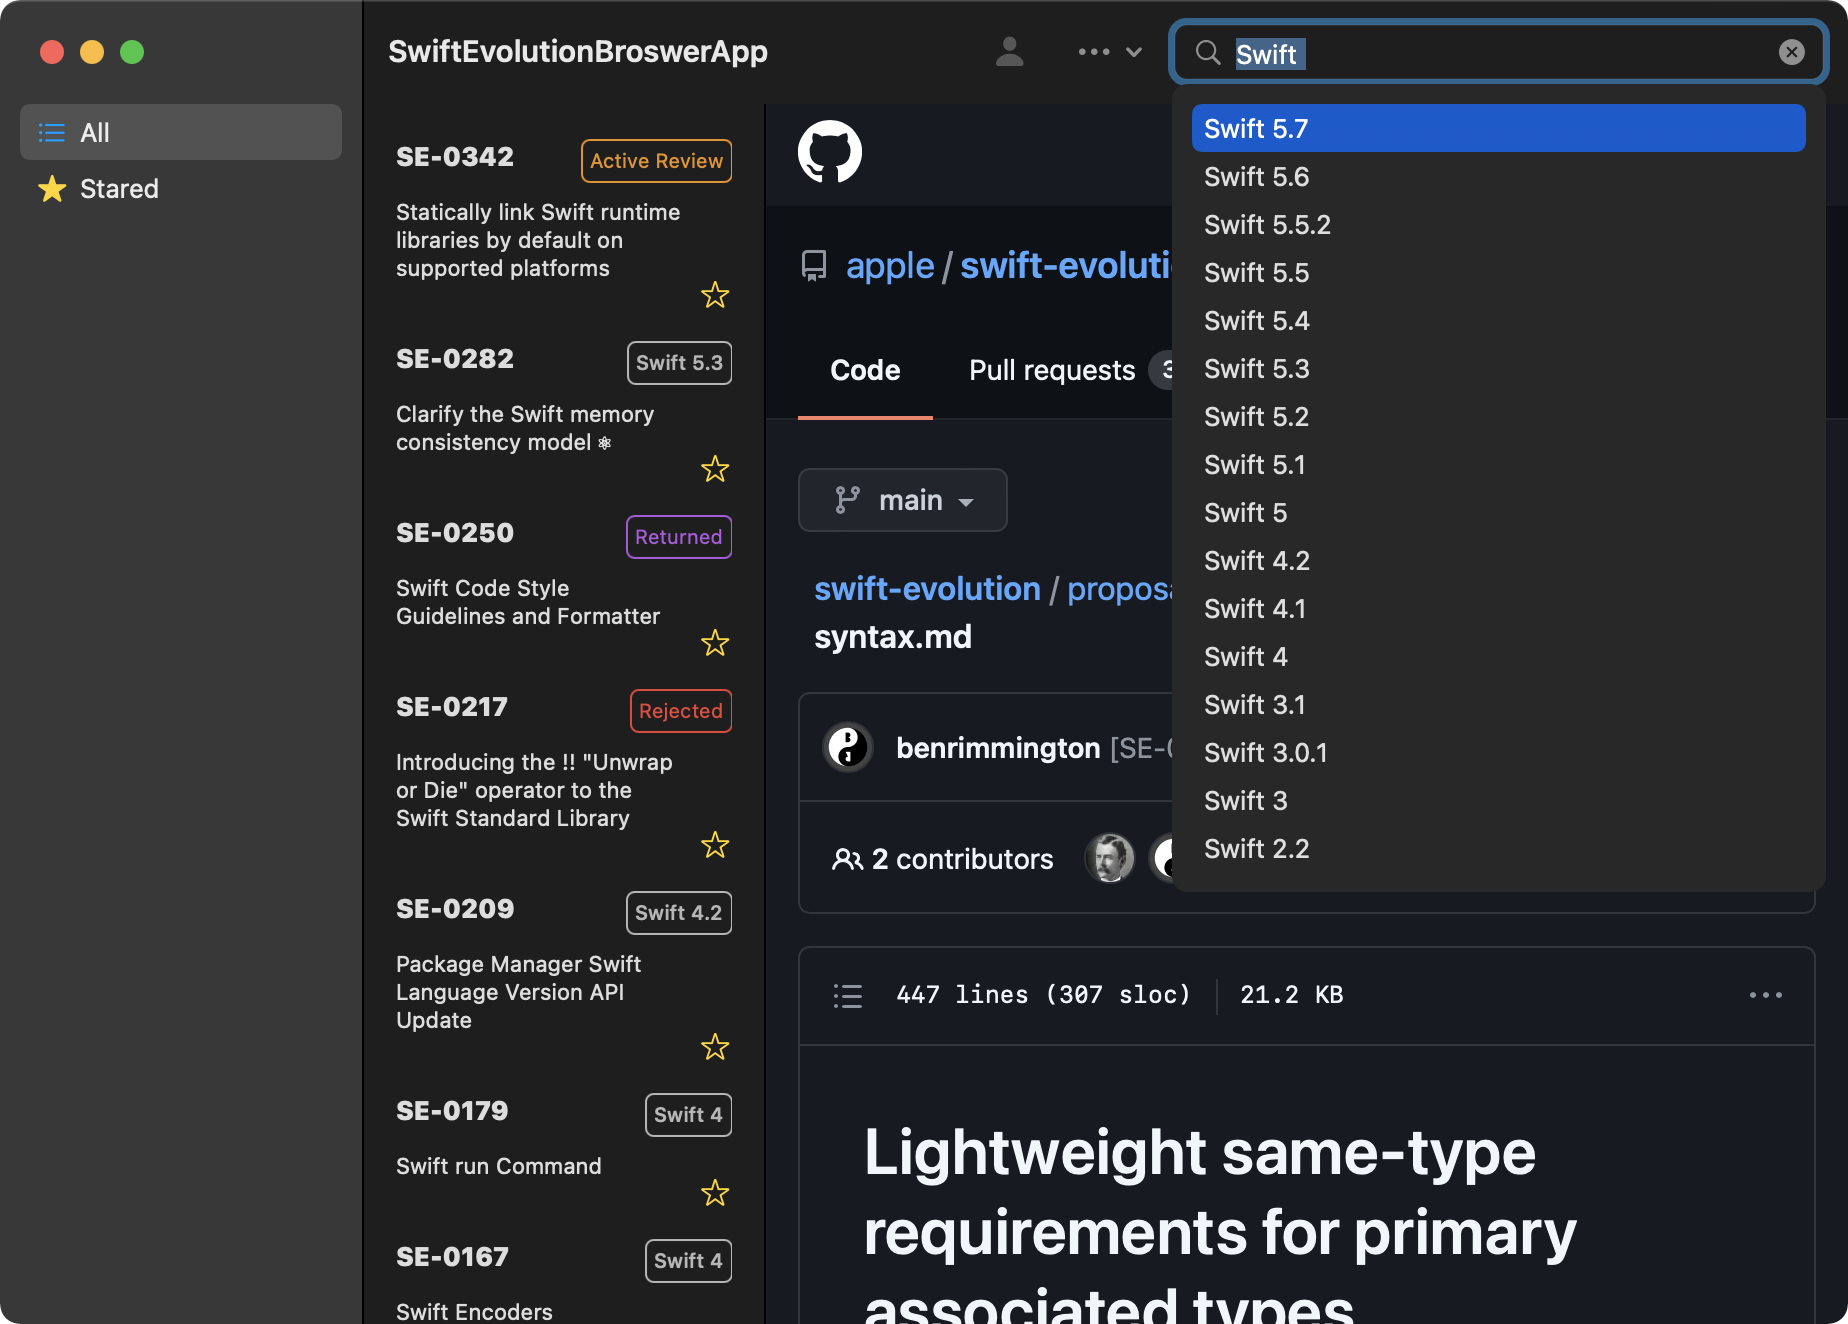 SwiftEvolutionBroswerApp
Swift
All
Stared
SE-0342
Active Review
Statically link Swift runtime
libraries by default on
supported platforms
SE-0282
Swift 5.3
Clarify the Swift memory
consistency model ⚛︎
SE-0250
Returned
Swift Code Style
Guidelines and Formatter
SE-0217
Rejected
Introducing the !! "Unwrap
or Die" operator to the
Swift Standard Library
SE-0209
Swift 4.2
Package Manager Swift
Language Version API
Update
SE-0179
Swift 4
Swift run Command
SE-0167
Swift 4
Swift Encoders
apple / swift-evoluti
Code
Pull requests 3
main
swift-evolution / propos
syntax.md
benrimmington [SE-
2 contributors
447 lines (307 sloc)
21.2 KB
Lightweight same-type
requirements for primary
associated types
Swift 5.7
Swift 5.6
Swift 5.5.2
Swift 5.5
Swift 5.4
Swift 5.3
Swift 5.2
Swift 5.1
Swift 5
Swift 4.2
Swift 4.1
Swift 4
Swift 3.1
Swift 3.0.1
Swift 3
Swift 2.2